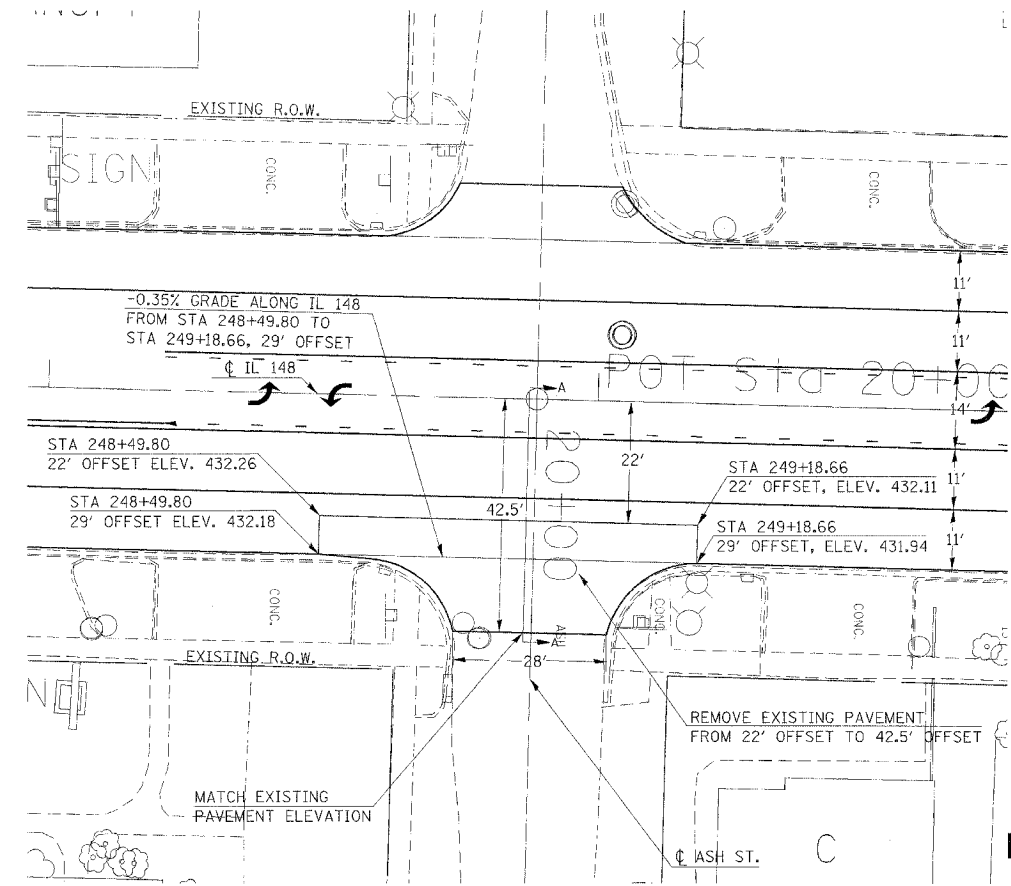 EXISTING R.O.W.
SIGN
CONC.
CONC.
11'
-0.35% GRADE ALONG IL 148
FROM STA 248+49.80 TO
STA 249+18.66, 29' OFFSET
11'
℄ IL 148
A
POT Sta 20+00
14'
STA 248+49.80
22' OFFSET ELEV. 432.26
22'
20+00
STA 249+18.66
22' OFFSET, ELEV. 432.11
11'
STA 248+49.80
29' OFFSET ELEV. 432.18
42.5'
STA 249+18.66
29' OFFSET, ELEV. 431.94
11'
CONC.
CONC.
CONC.
ASH
A
EXISTING R.O.W.
28'
N
REMOVE EXISTING PAVEMENT
FROM 22' OFFSET TO 42.5' OFFSET
MATCH EXISTING
PAVEMENT ELEVATION
℄ ASH ST.
C